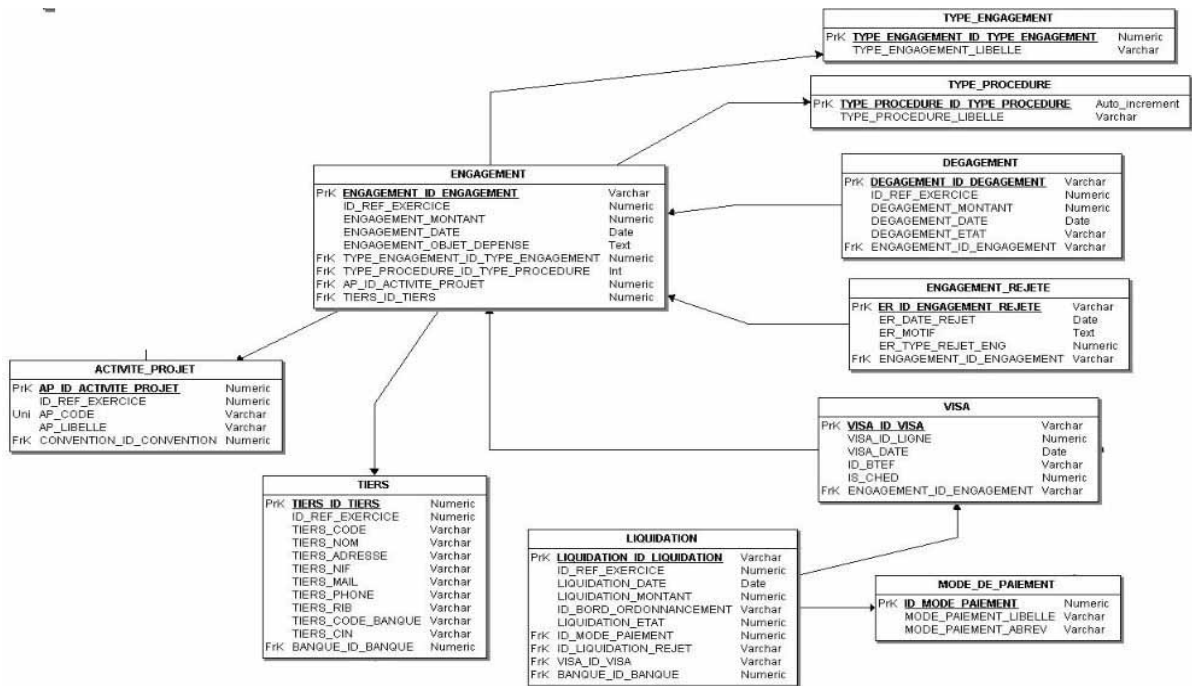 TYPE_ENGAGEMENT
PrK TYPE_ENGAGEMENT_ID_TYPE_ENGAGEMENT Numeric
TYPE_ENGAGEMENT_LIBELLE Varchar
TYPE_PROCEDURE
PrK TYPE_PROCEDURE_ID_TYPE_PROCEDURE Auto_increment
TYPE_PROCEDURE_LIBELLE Varchar
ENGAGEMENT
PrK ENGAGEMENT_ID_ENGAGEMENT Varchar
ID_REF_EXERCICE Numeric
ENGAGEMENT_MONTANT Numeric
ENGAGEMENT_DATE Date
ENGAGEMENT_OBJET_DEPENSE Text
FrK TYPE_ENGAGEMENT_ID_TYPE_ENGAGEMENT Numeric
FrK TYPE_PROCEDURE_ID_TYPE_PROCEDURE Int
FrK AP_ID_ACTIVITE_PROJET Numeric
FrK TIERS_ID_TIERS Numeric
DEGAGEMENT
PrK DEGAGEMENT_ID_DEGAGEMENT Varchar
ID_REF_EXERCICE Numeric
DEGAGEMENT_MONTANT Numeric
DEGAGEMENT_DATE Date
DEGAGEMENT_ETAT Varchar
FrK ENGAGEMENT_ID_ENGAGEMENT Varchar
ENGAGEMENT_REJETE
PrK ER_ID_ENGAGEMENT_REJETE Varchar
ER_DATE_REJET Date
ER_MOTIF Text
ER_TYPE_REJET_ENG Numeric
FrK ENGAGEMENT_ID_ENGAGEMENT Varchar
ACTIVITE_PROJET
PrK AP_ID_ACTIVITE_PROJET Numeric
ID_REF_EXERCICE Numeric
Uni AP_CODE Varchar
AP_LIBELLE Varchar
FrK CONVENTION_ID_CONVENTION Numeric
VISA
PrK VISA_ID_VISA Varchar
VISA_ID_LIGNE Numeric
VISA_DATE Date
ID_BTEF Varchar
IS_CHED Numeric
FrK ENGAGEMENT_ID_ENGAGEMENT Varchar
TIERS
PrK TIERS_ID_TIERS Numeric
ID_REF_EXERCICE Numeric
TIERS_CODE Varchar
TIERS_NOM Varchar
TIERS_ADRESSE Varchar
TIERS_NIF Varchar
TIERS_MAIL Varchar
TIERS_PHONE Varchar
TIERS_RIB Varchar
TIERS_CODE_BANQUE Varchar
TIERS_CIN Varchar
FrK BANQUE_ID_BANQUE Numeric
LIQUIDATION
PrK LIQUIDATION_ID_LIQUIDATION Varchar
ID_REF_EXERCICE Numeric
LIQUIDATION_DATE Date
LIQUIDATION_MONTANT Numeric
ID_BORD_ORDONNANCEMENT Varchar
LIQUIDATION_ETAT Numeric
FrK ID_MODE_PAIEMENT Numeric
FrK ID_LIQUIDATION_REJET Varchar
FrK VISA_ID_VISA Varchar
FrK BANQUE_ID_BANQUE Numeric
MODE_DE_PAIEMENT
PrK ID_MODE_PAIEMENT Numeric
MODE_PAIEMENT_LIBELLE Varchar
MODE_PAIEMENT_ABREV Varchar